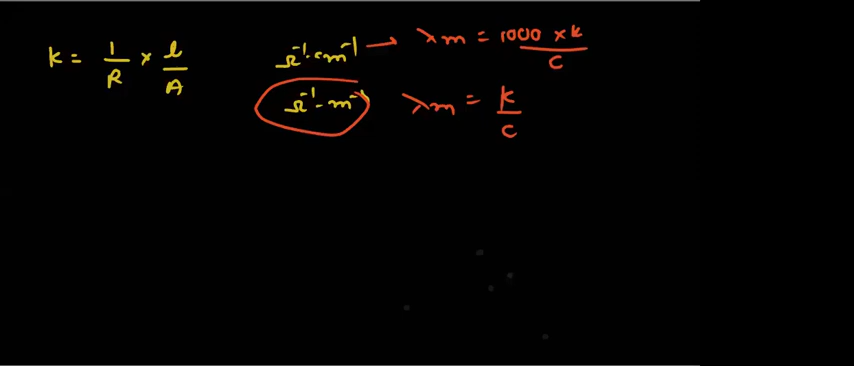 k = 1/R × l/A
Ω⁻¹ cm⁻¹ → λm = 1000 × k / C
Ω⁻¹ - m⁻¹ λm = k/C